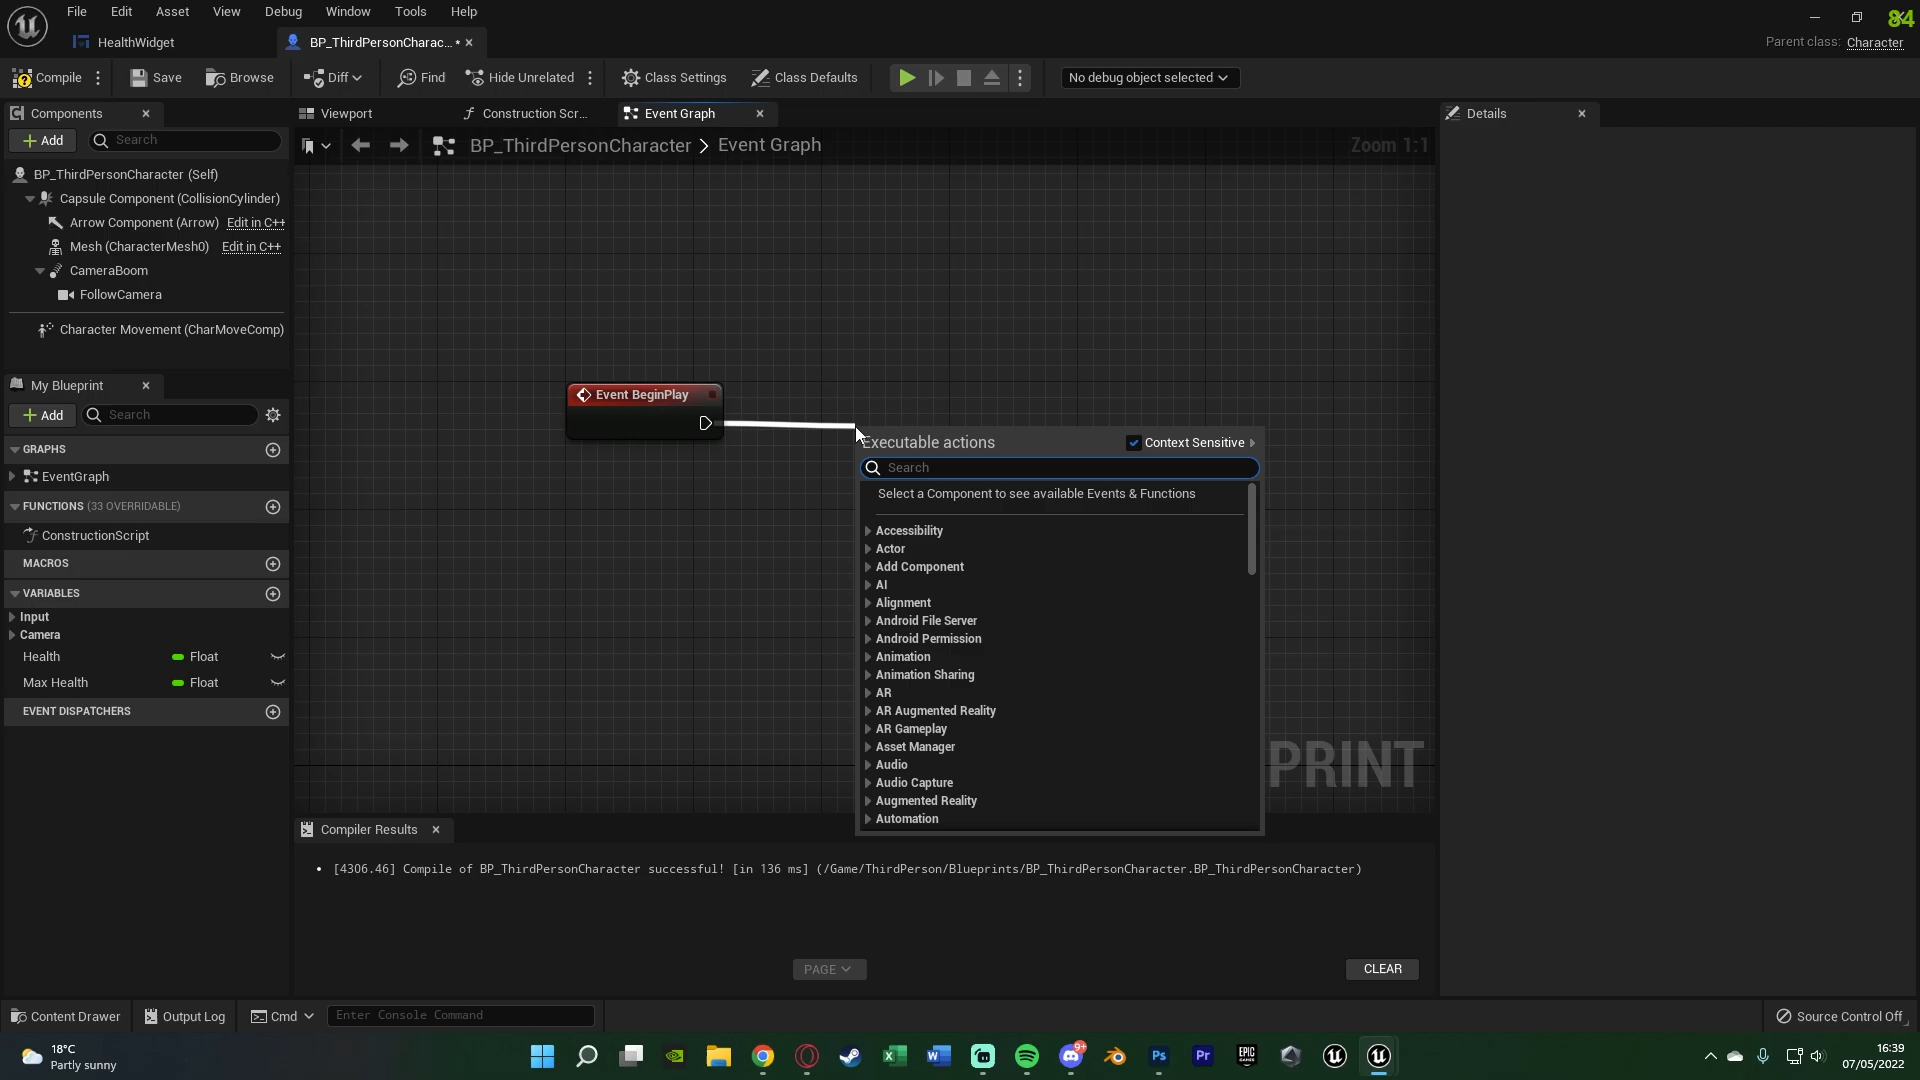 File Edit Asset View Debug Window Tools Help
84
HealthWidget
BP_ThirdPersonCharac... *
Parent class: Character
Compile
Save
Browse
Diff
Find
Hide Unrelated
Class Settings
Class Defaults
No debug object selected
Components
Viewport
Construction Scr...
Event Graph
Details
Add
Search
BP_ThirdPersonCharacter > Event Graph
Zoom 1:1
BP_ThirdPersonCharacter (Self)
Capsule Component (CollisionCylinder)
Arrow Component (Arrow) Edit in C++
Mesh (CharacterMesh0) Edit in C++
CameraBoom
FollowCamera
Character Movement (CharMoveComp)
My Blueprint
Add
Search
GRAPHS
EventGraph
FUNCTIONS (33 OVERRIDABLE)
ConstructionScript
MACROS
VARIABLES
Input
Camera
Health Float
Max Health Float
EVENT DISPATCHERS
Event BeginPlay
Executable actions
Context Sensitive
Search
Select a Component to see available Events & Functions
Accessibility
Actor
Add Component
AI
Alignment
Android File Server
Android Permission
Animation
Animation Sharing
AR
AR Augmented Reality
AR Gameplay
Asset Manager
Audio
Audio Capture
Augmented Reality
Automation
PRINT
Compiler Results
• [4306.46] Compile of BP_ThirdPersonCharacter successful! [in 136 ms] (/Game/ThirdPerson/Blueprints/BP_ThirdPersonCharacter.BP_ThirdPersonCharacter)
PAGE
CLEAR
Content Drawer
Output Log
Cmd
Enter Console Command
Source Control Off
18°C
Partly sunny
X
W
9+
Ps
Pr
EPIC
GAMES
16:39
07/05/2022